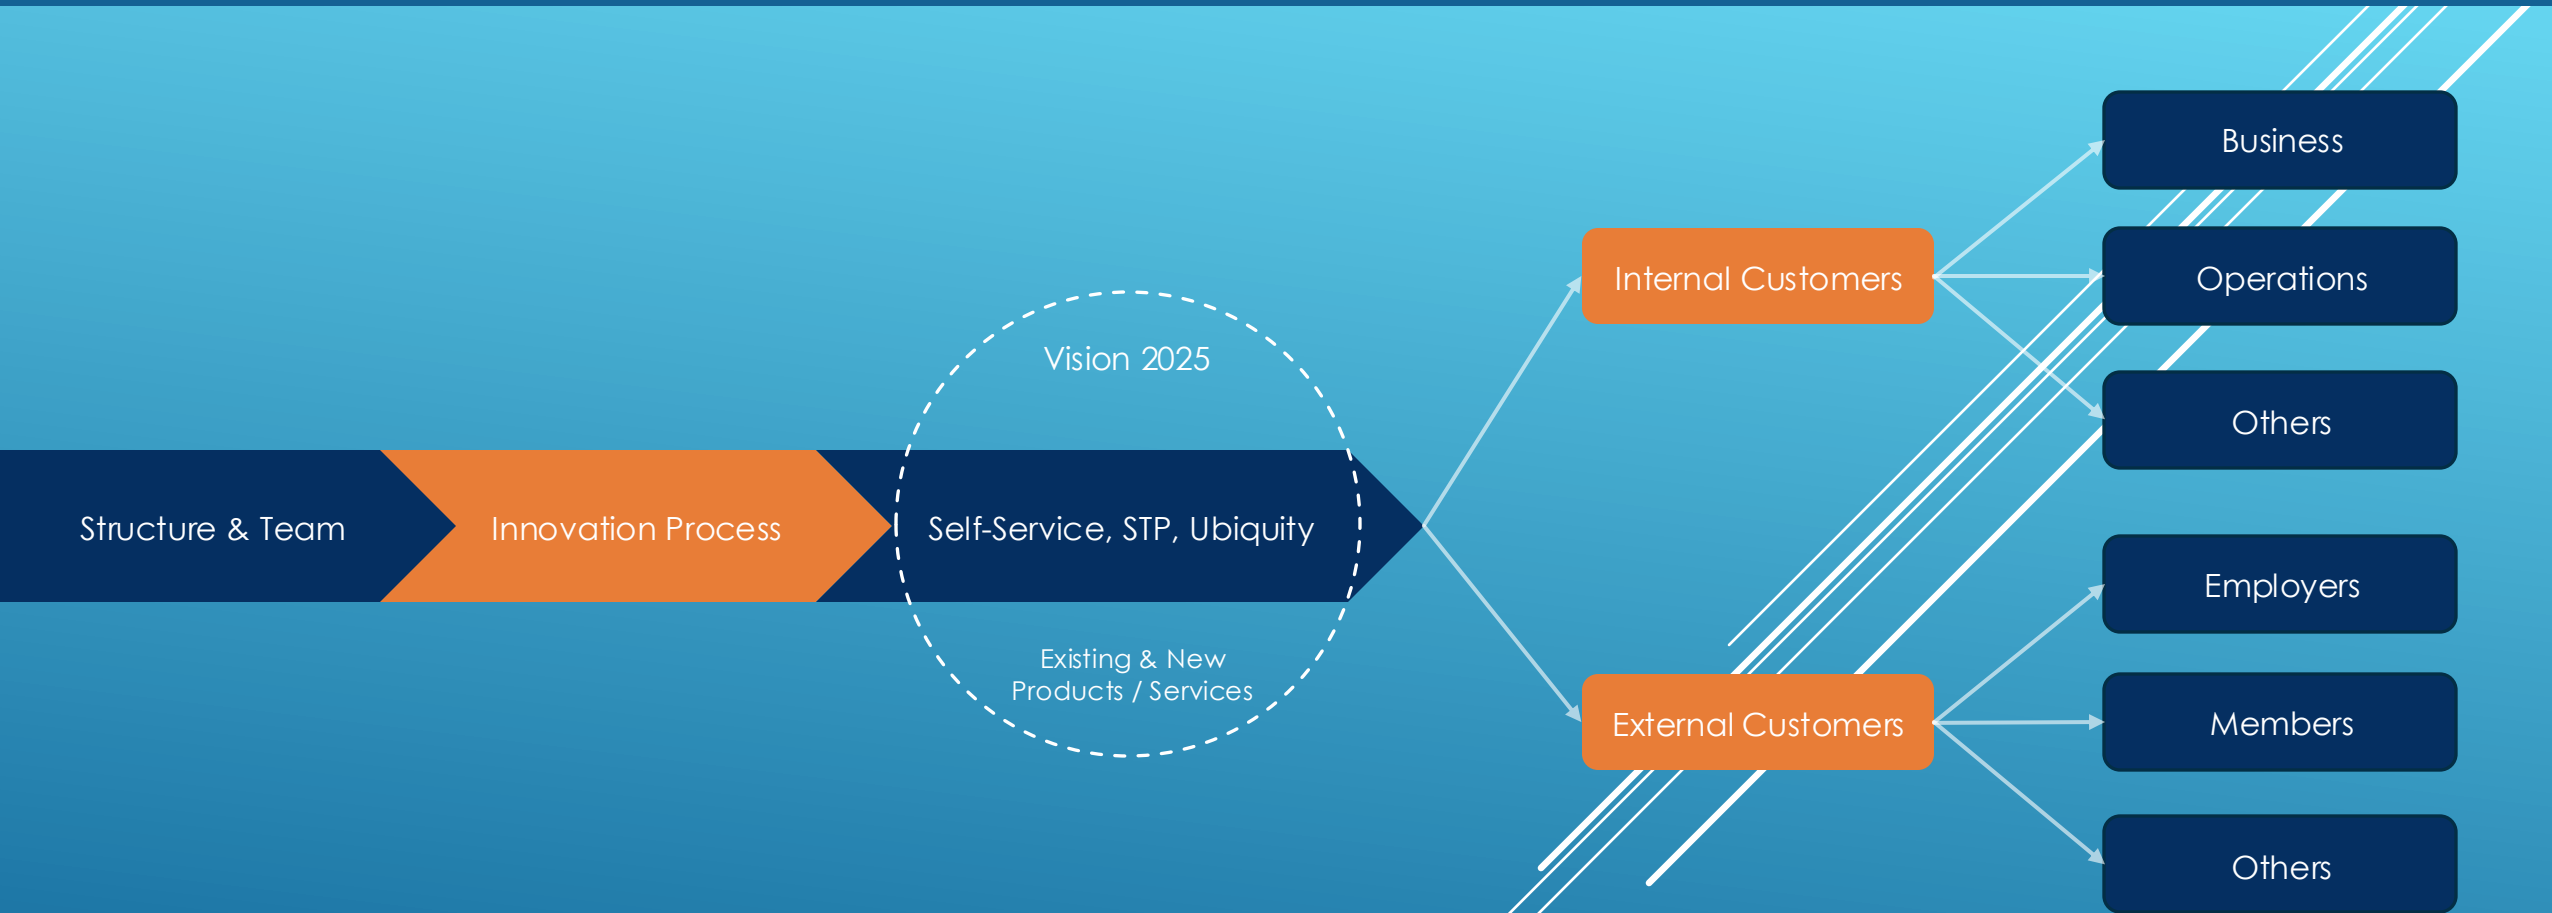 Structure & Team
Innovation Process
Vision 2025
Self-Service, STP, Ubiquity
Existing & New
Products / Services
Internal Customers
Business
Operations
Others
External Customers
Employers
Members
Others